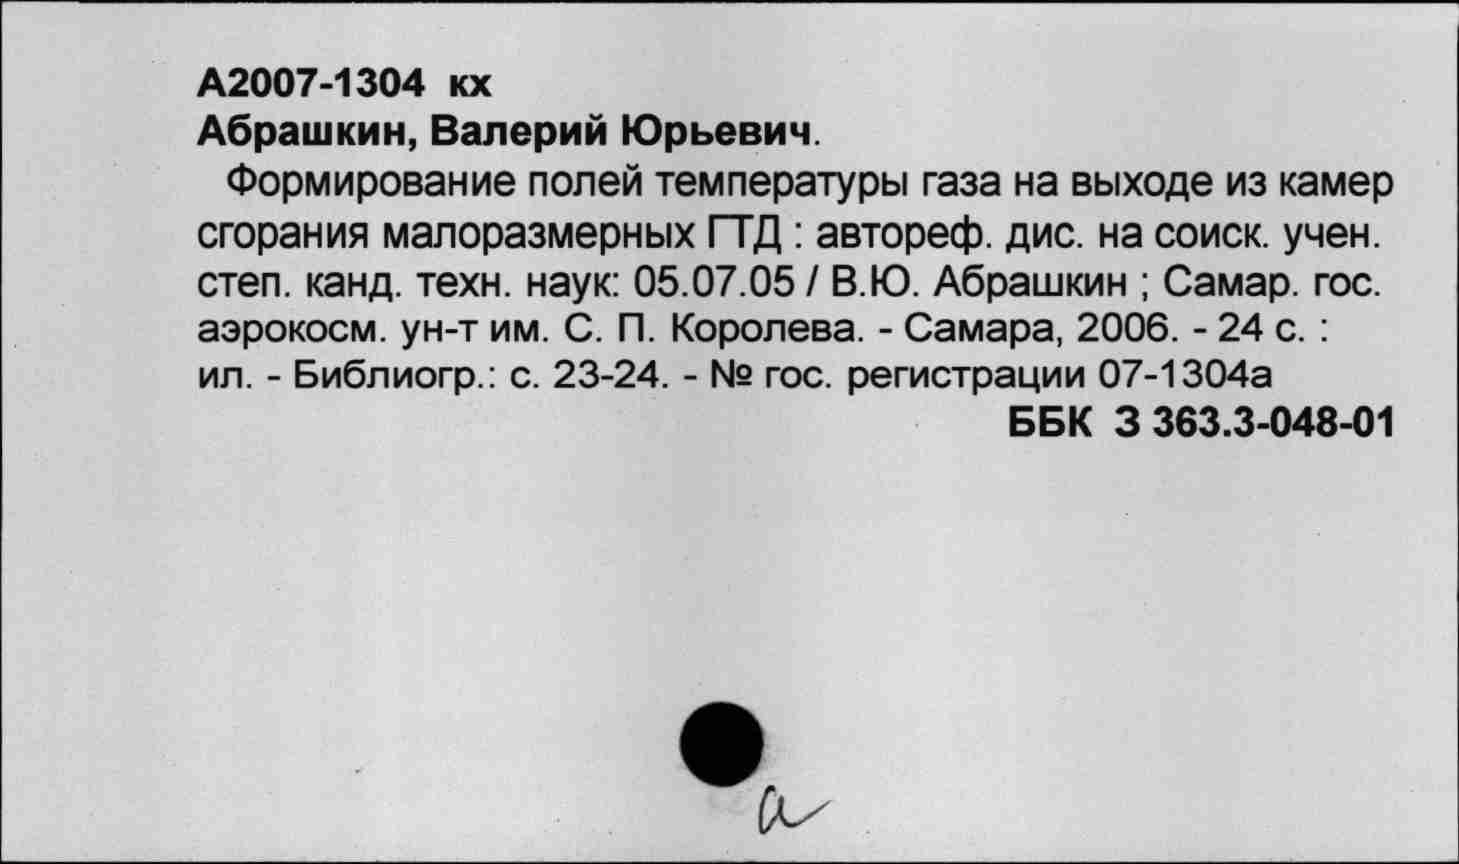 А2007-1304 кх
Абрашкин, Валерий Юрьевич.
Формирование полей температуры газа на выходе из камер
сгорания малоразмерных ГТД : автореф. дис. на соиск. учен.
степ. канд. техн. наук: 05.07.05 / В.Ю. Абрашкин ; Самар. гос.
аэрокосм. ун-т им. С. П. Королева. - Самара, 2006. - 24 с. :
ил. - Библиогр.: с. 23-24. - № гос. регистрации 07-1304а
ББК З 363.3-048-01
а